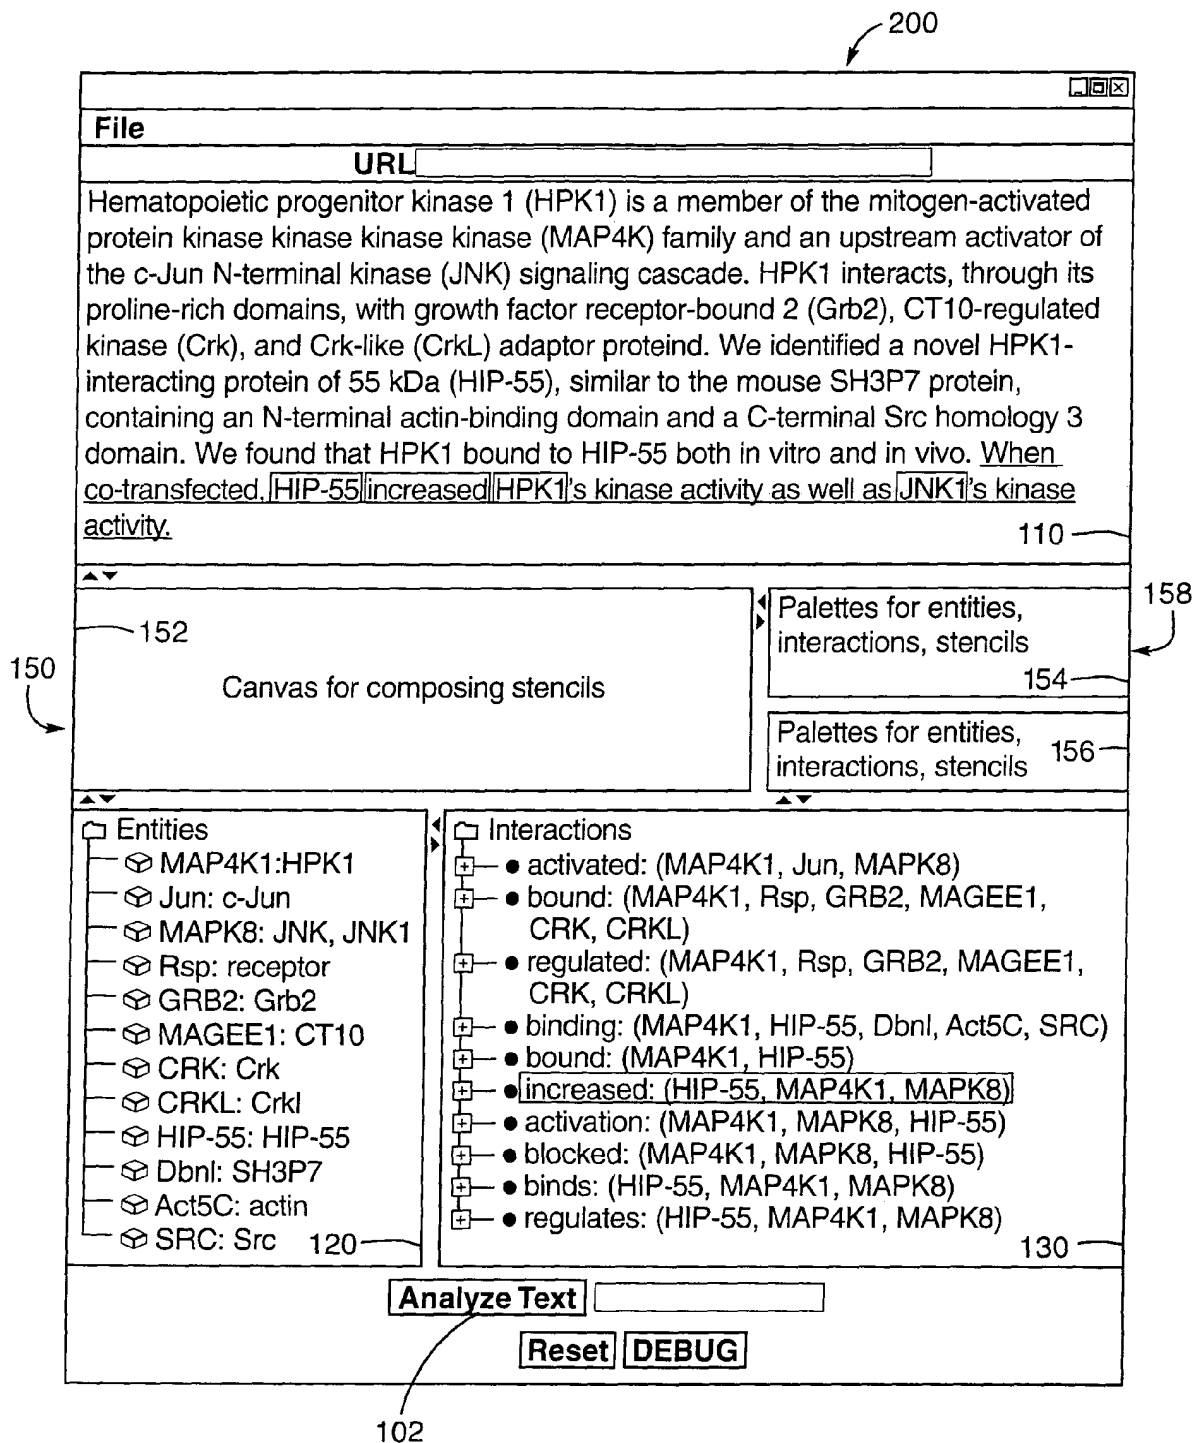 200
File
URL
Hematopoietic progenitor kinase 1 (HPK1) is a member of the mitogen-activated
protein kinase kinase kinase kinase (MAP4K) family and an upstream activator of
the c-Jun N-terminal kinase (JNK) signaling cascade. HPK1 interacts, through its
proline-rich domains, with growth factor receptor-bound 2 (Grb2), CT10-regulated
kinase (Crk), and Crk-like (CrkL) adaptor proteind. We identified a novel HPK1-
interacting protein of 55 kDa (HIP-55), similar to the mouse SH3P7 protein,
containing an N-terminal actin-binding domain and a C-terminal Src homology 3
domain. We found that HPK1 bound to HIP-55 both in vitro and in vivo. When
co-transfected, HIP-55 increased HPK1's kinase activity as well as JNK1's kinase
activity.
110
152
Canvas for composing stencils
150
Palettes for entities,
interactions, stencils
154
158
Palettes for entities,
interactions, stencils
156
Entities
MAP4K1:HPK1
Jun: c-Jun
MAPK8: JNK, JNK1
Rsp: receptor
GRB2: Grb2
MAGEE1: CT10
CRK: Crk
CRKL: Crkl
HIP-55: HIP-55
Dbnl: SH3P7
Act5C: actin
SRC: Src
120
Interactions
activated: (MAP4K1, Jun, MAPK8)
bound: (MAP4K1, Rsp, GRB2, MAGEE1,
CRK, CRKL)
regulated: (MAP4K1, Rsp, GRB2, MAGEE1,
CRK, CRKL)
binding: (MAP4K1, HIP-55, Dbnl, Act5C, SRC)
bound: (MAP4K1, HIP-55)
increased: (HIP-55, MAP4K1, MAPK8)
activation: (MAP4K1, MAPK8, HIP-55)
blocked: (MAP4K1, MAPK8, HIP-55)
binds: (HIP-55, MAP4K1, MAPK8)
regulates: (HIP-55, MAP4K1, MAPK8)
130
Analyze Text
Reset DEBUG
102